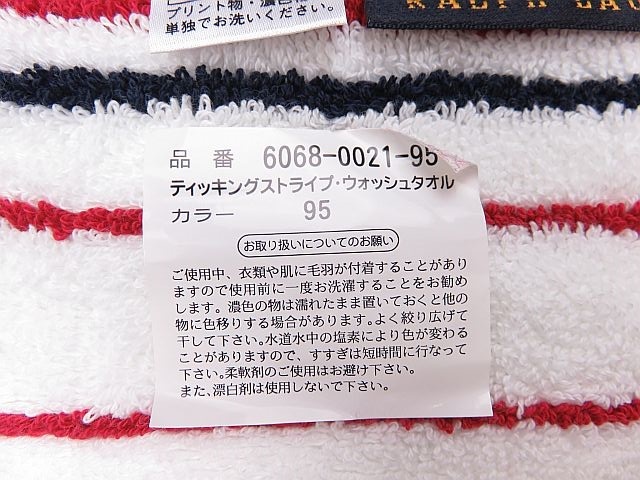 プリント物・濃色
単独でお洗いください。
RALPH LAU
品 番 6068-0021-95
ティッキングストライプ・ウォッシュタオル
カラー 95
お取り扱いについてのお願い
ご使用中、衣類や肌に毛羽が付着することがあり
ますので使用前に一度お洗濯することをお勧め
します。濃色の物は濡れたまま置いておくと他の
物に色移りする場合があります。よく絞り広げて
干して下さい。水道水中の塩素により色が変わる
ことがありますので、すすぎは短時間に行なって
下さい。柔軟剤のご使用はお避け下さい。
また、漂白剤は使用しないで下さい。